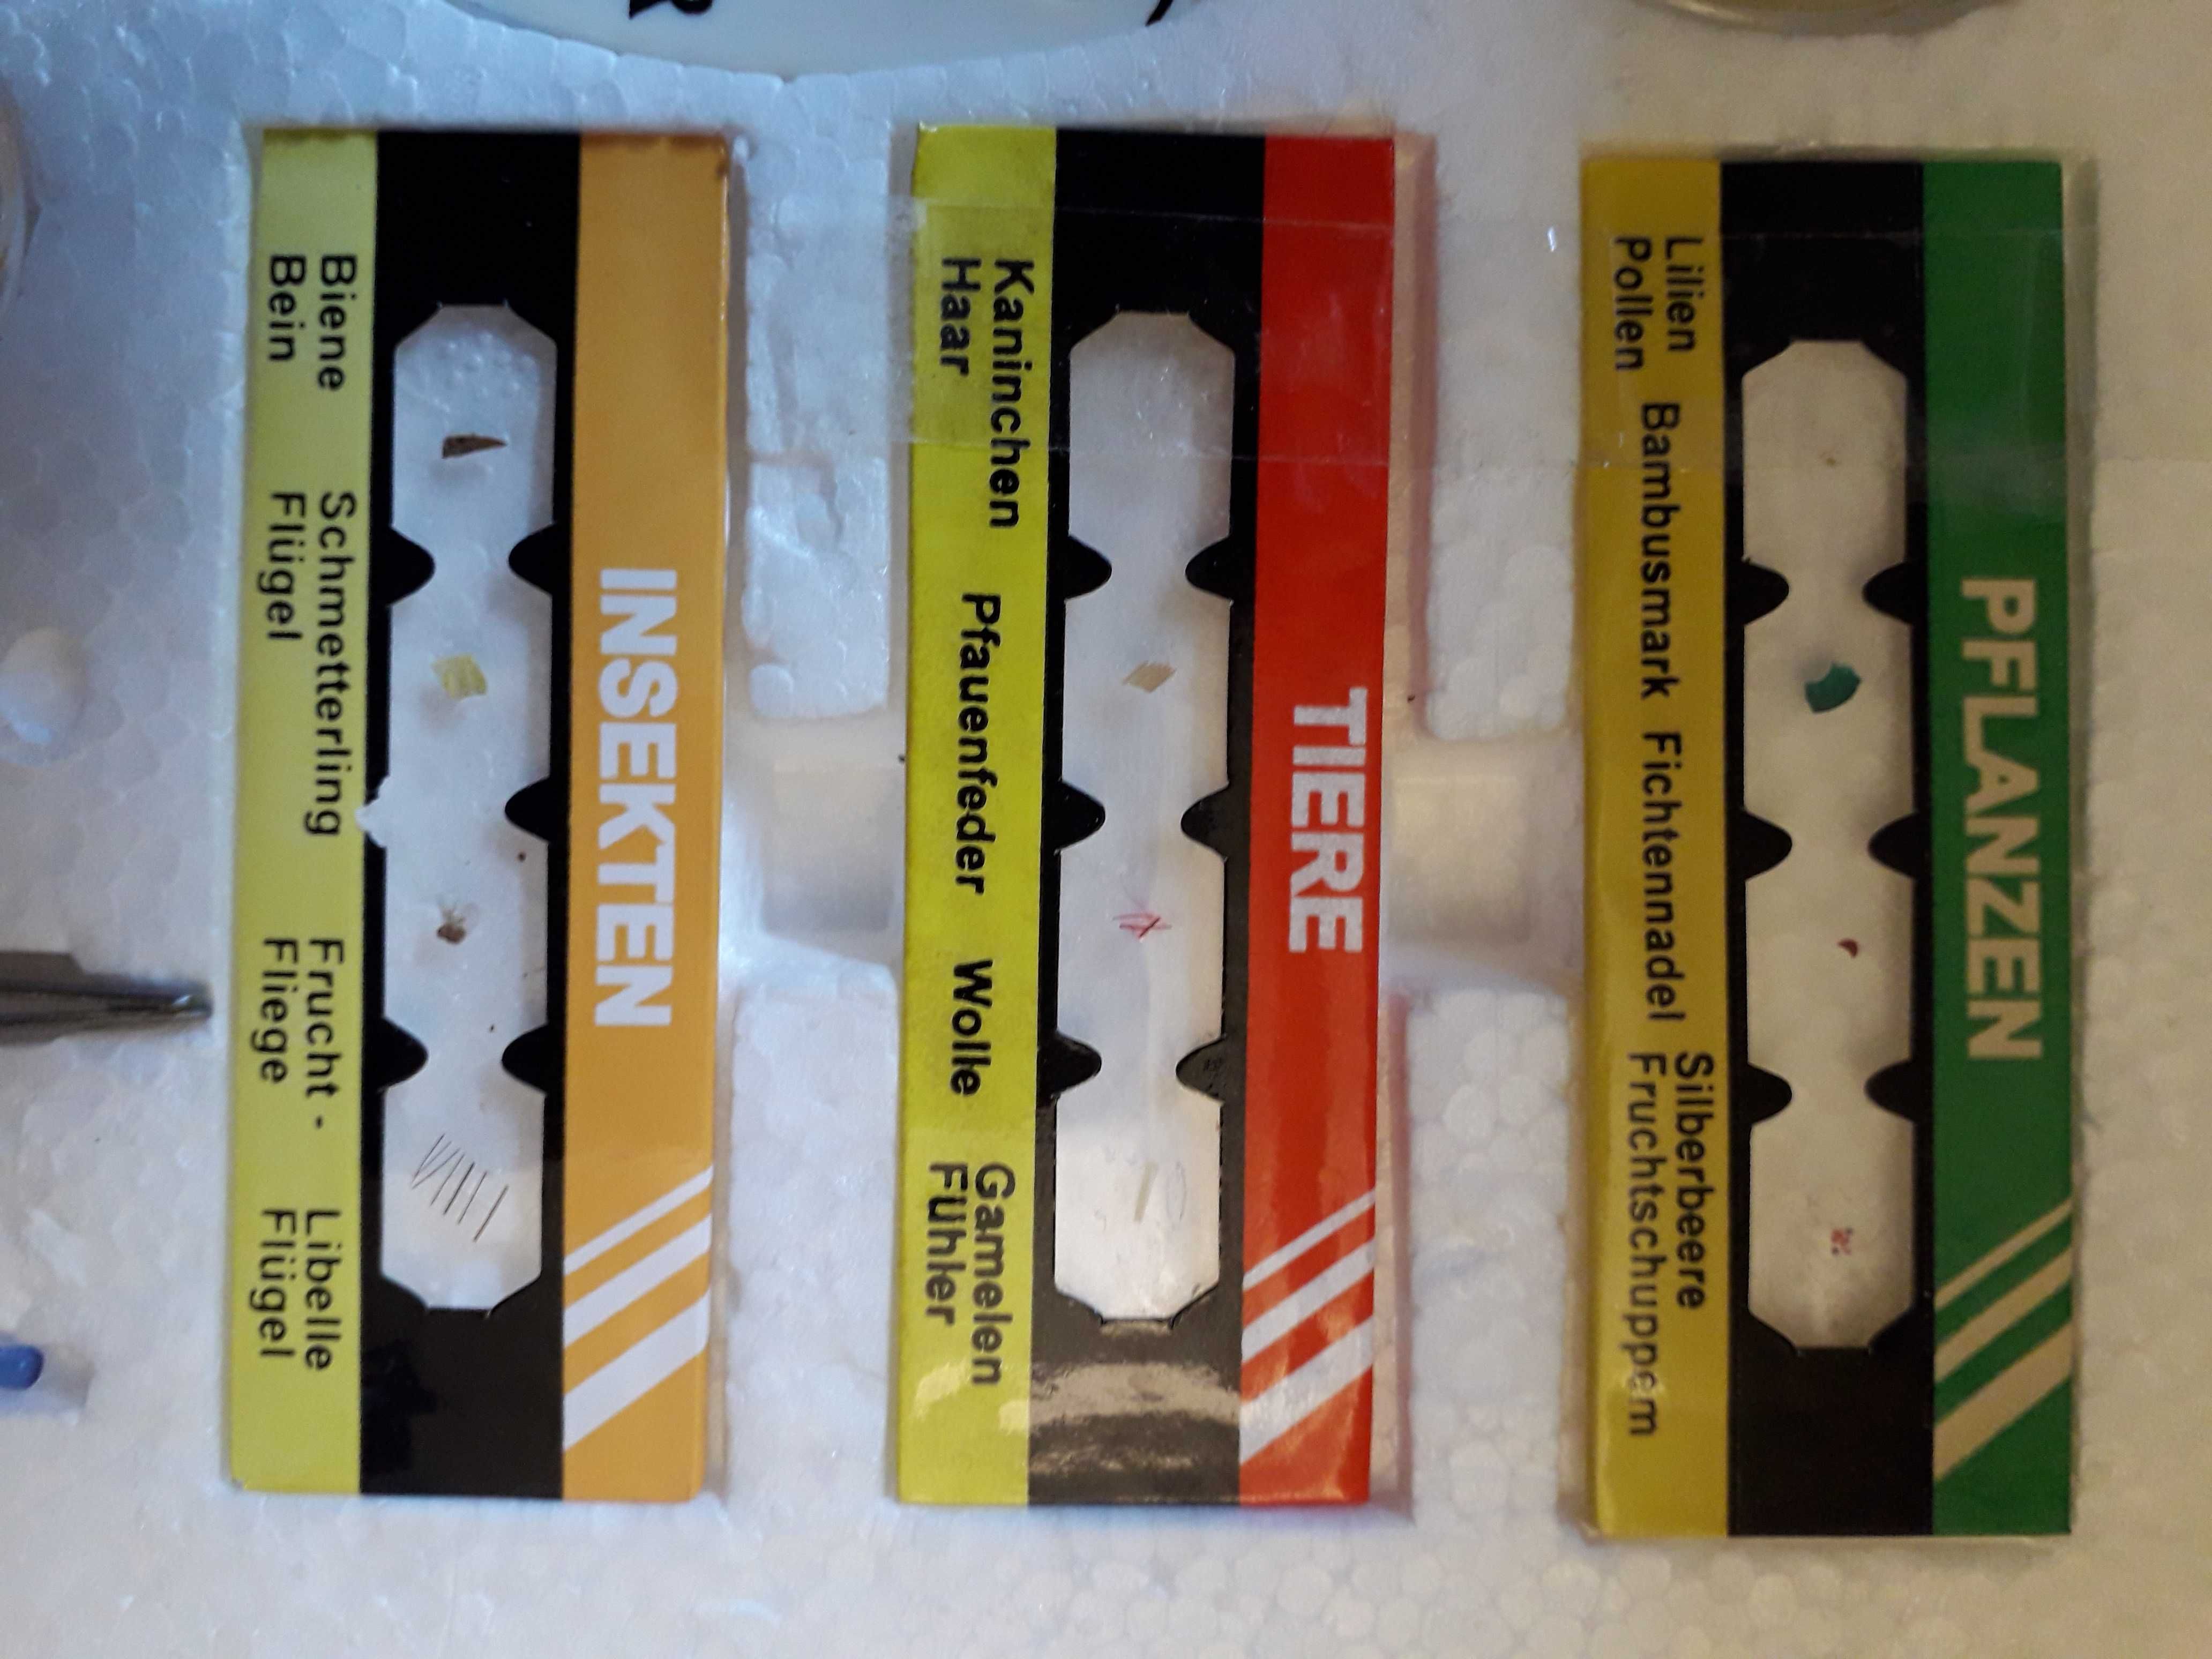 INSEKTEN
Biene Schmetterling Frucht- Libelle
Bein Flügel Fliege Flügel
TIERE
Kaninchen Pfauenfeder Wolle Gamelen
Haar Fühler
PFLANZEN
Lilien Bambusmark Fichtennadel Silberbeere
Pollen Fruchtschuppem